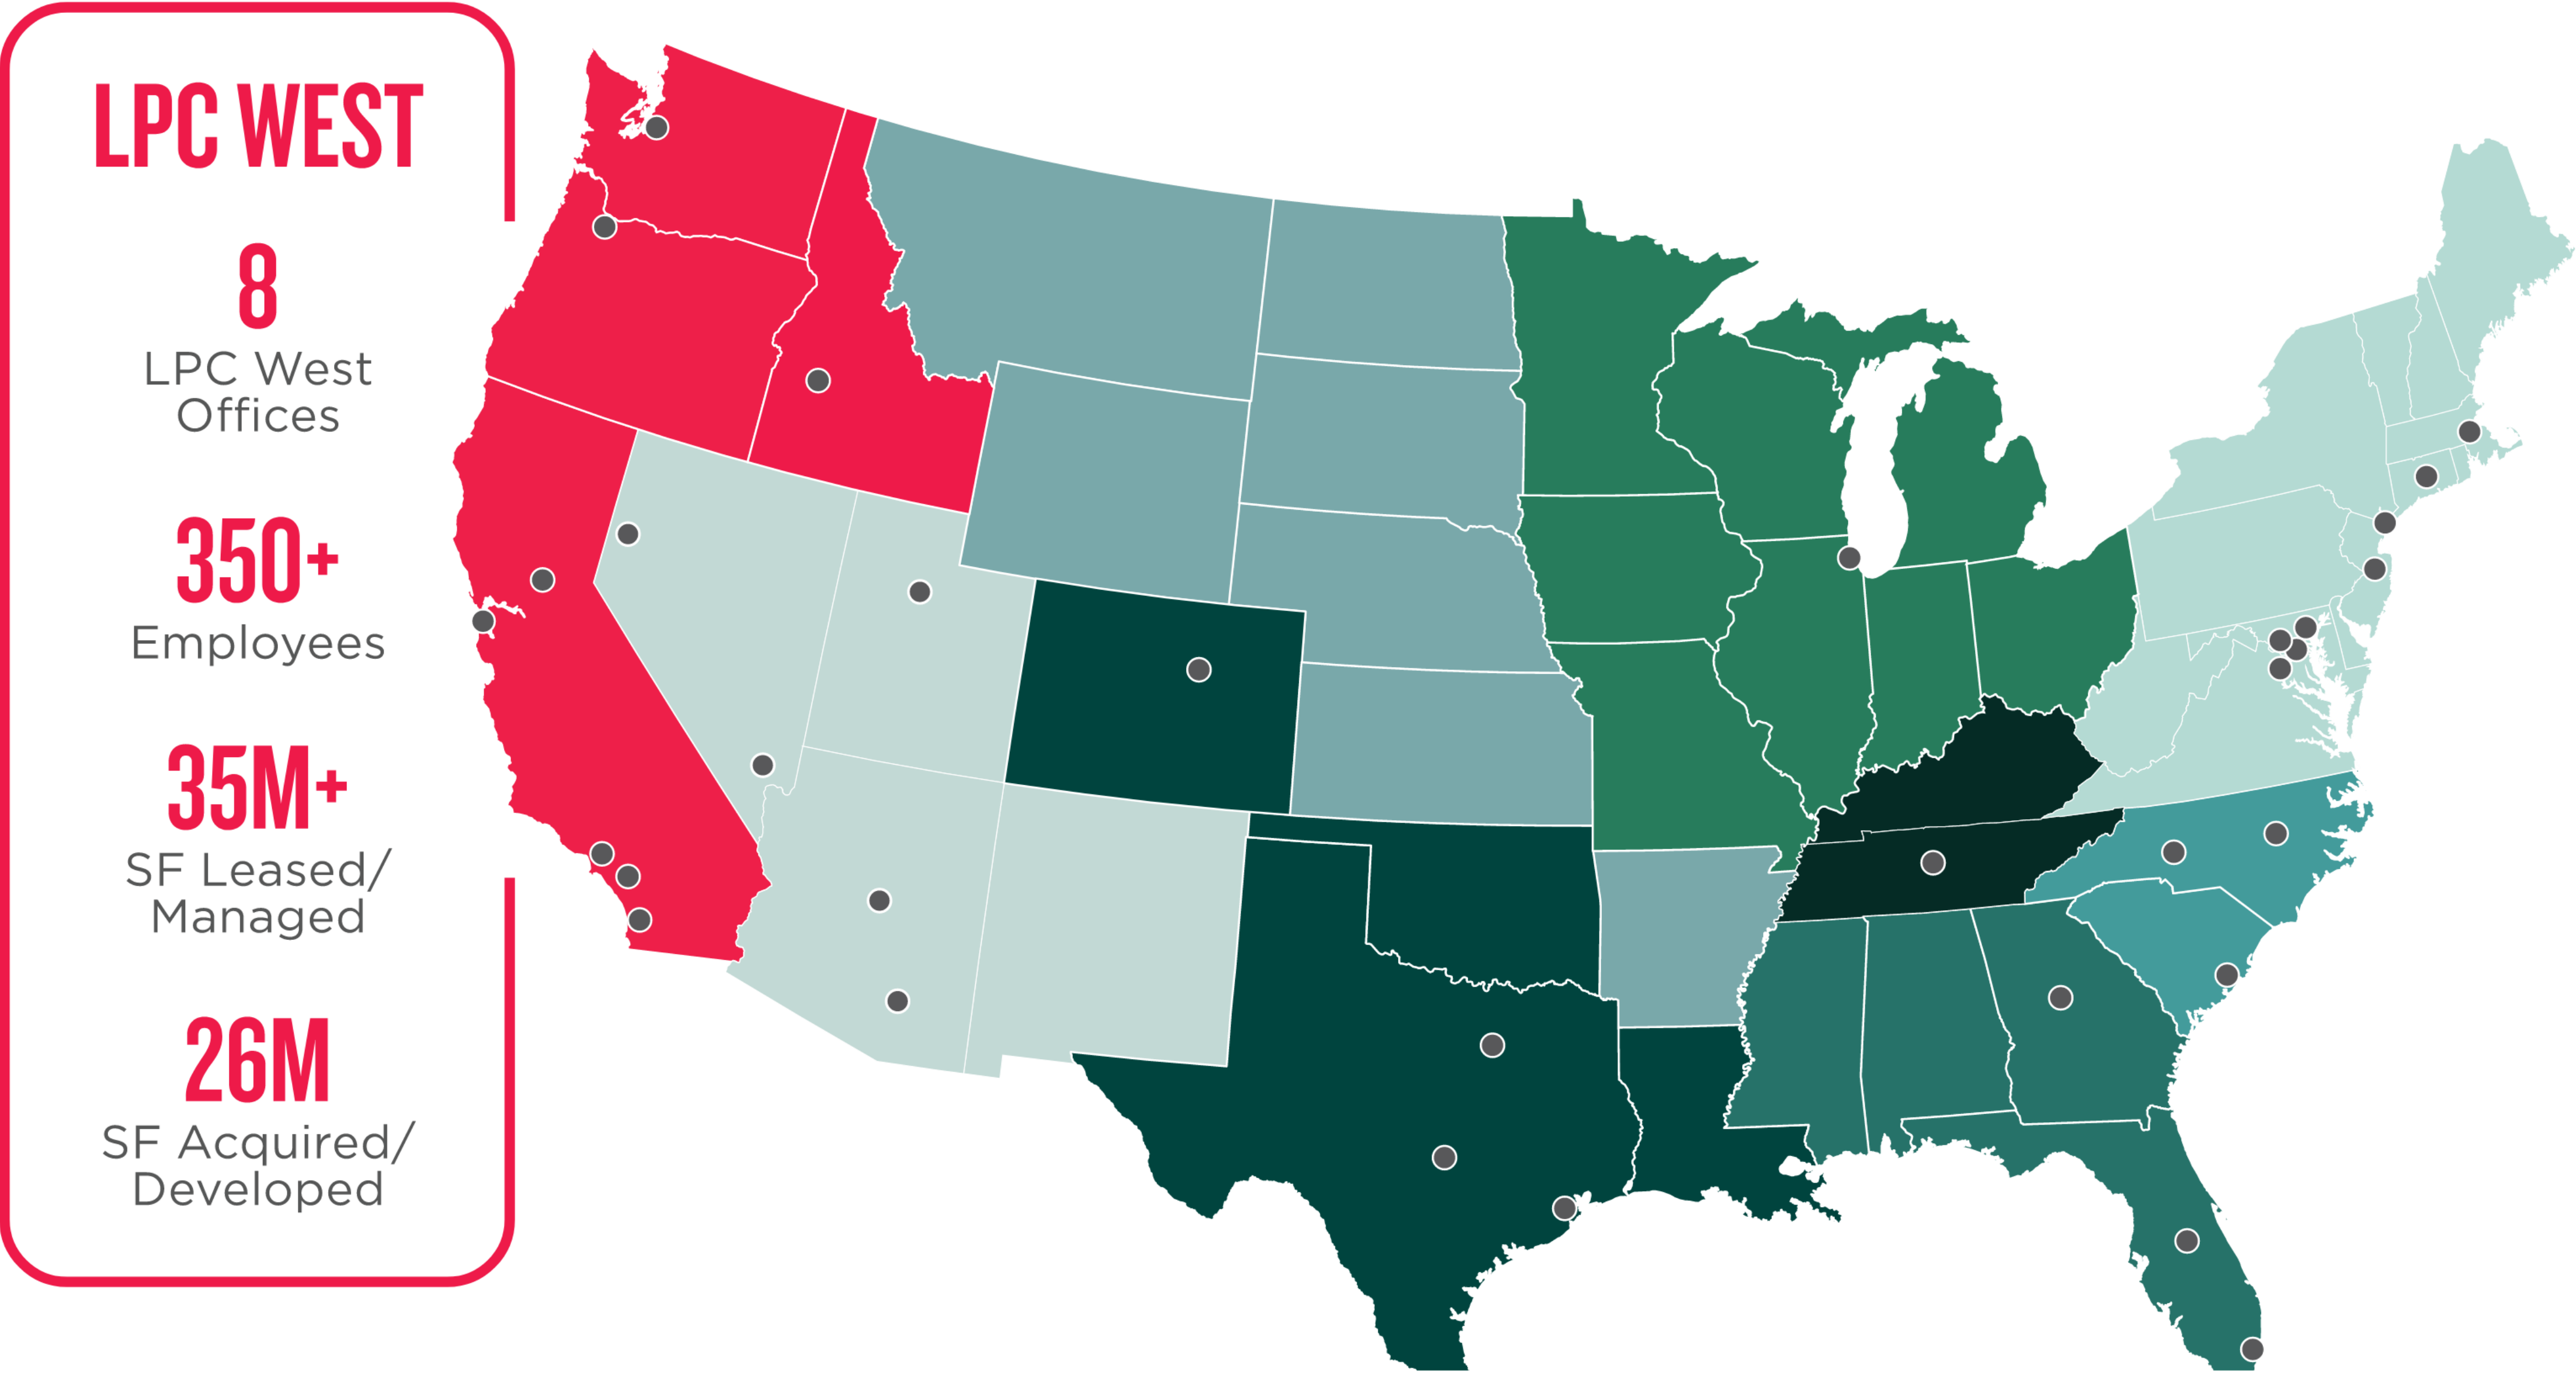 LPC WEST
8
LPC West
Offices
350+
Employees
35M+
SF Leased/
Managed
26M
SF Acquired/
Developed